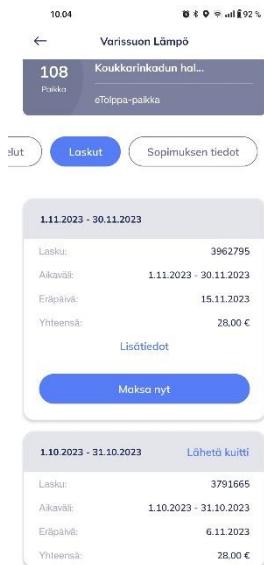 10.04
92 %
Varissuon Lämpö
108
Koukkarinkadun hal...
Paikka
eTolppa-paikka
elut
Laskut
Sopimuksen tiedot
1.11.2023 - 30.11.2023
Lasku: 3962795
Aikaväli: 1.11.2023 - 30.11.2023
Eräpäivä: 15.11.2023
Yhteensä: 28,00 €
Lisätiedot
Maksa nyt
1.10.2023 - 31.10.2023 Lähetä kuitti
Lasku: 3791665
Aikaväli: 1.10.2023 - 31.10.2023
Eräpäivä: 6.11.2023
Yhteensä: 28,00 €